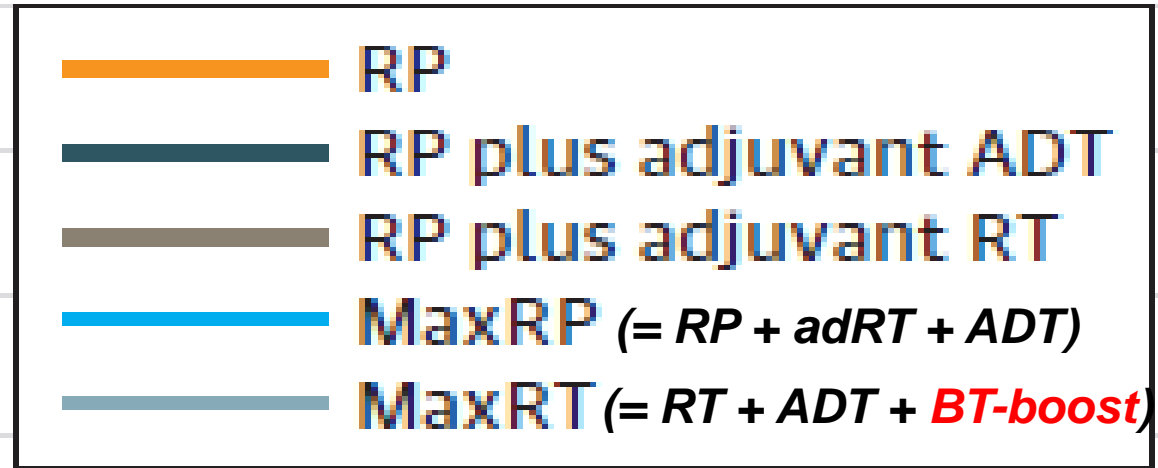 RP
RP plus adjuvant ADT
RP plus adjuvant RT
MaxRP (= RP + adRT + ADT)
MaxRT (= RT + ADT + BT-boost)